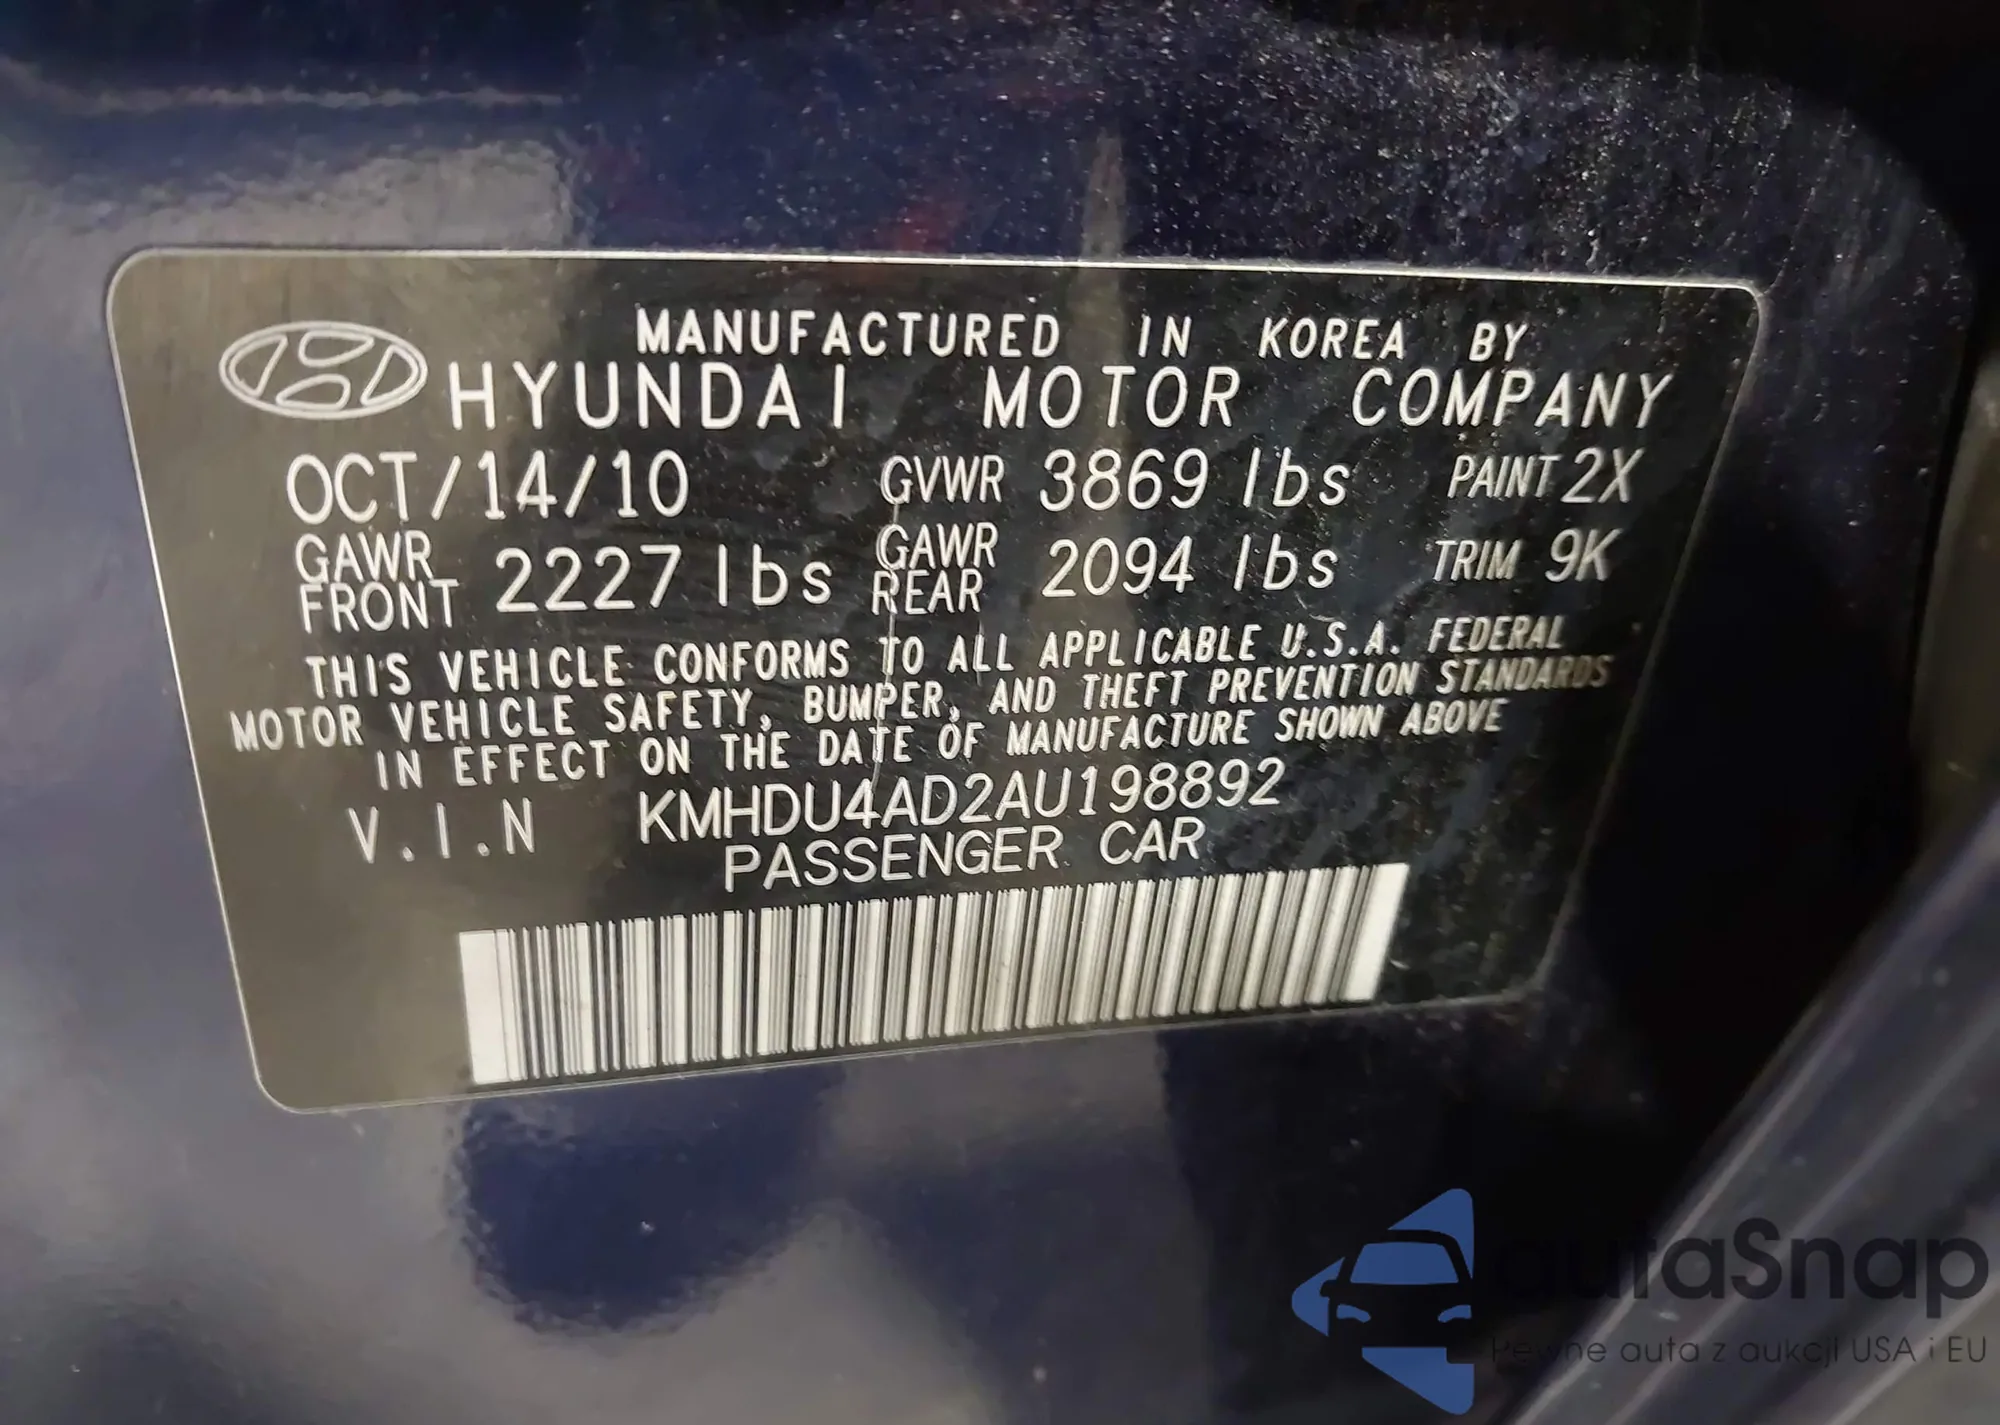 MANUFACTURED IN KOREA BY
HYUNDAI MOTOR COMPANY
OCT/14/10 GVWR 3869 lbs PAINT 2X
GAWR FRONT 2227 lbs GAWR REAR 2094 lbs TRIM 9K
THIS VEHICLE CONFORMS TO ALL APPLICABLE U.S.A. FEDERAL
MOTOR VEHICLE SAFETY, BUMPER, AND THEFT PREVENTION STANDARDS
IN EFFECT ON THE DATE OF MANUFACTURE SHOWN ABOVE
V.I.N KMHDU4AD2AU198892
PASSENGER CAR
autaSnap
Pewne auta z aukcji USA i EU